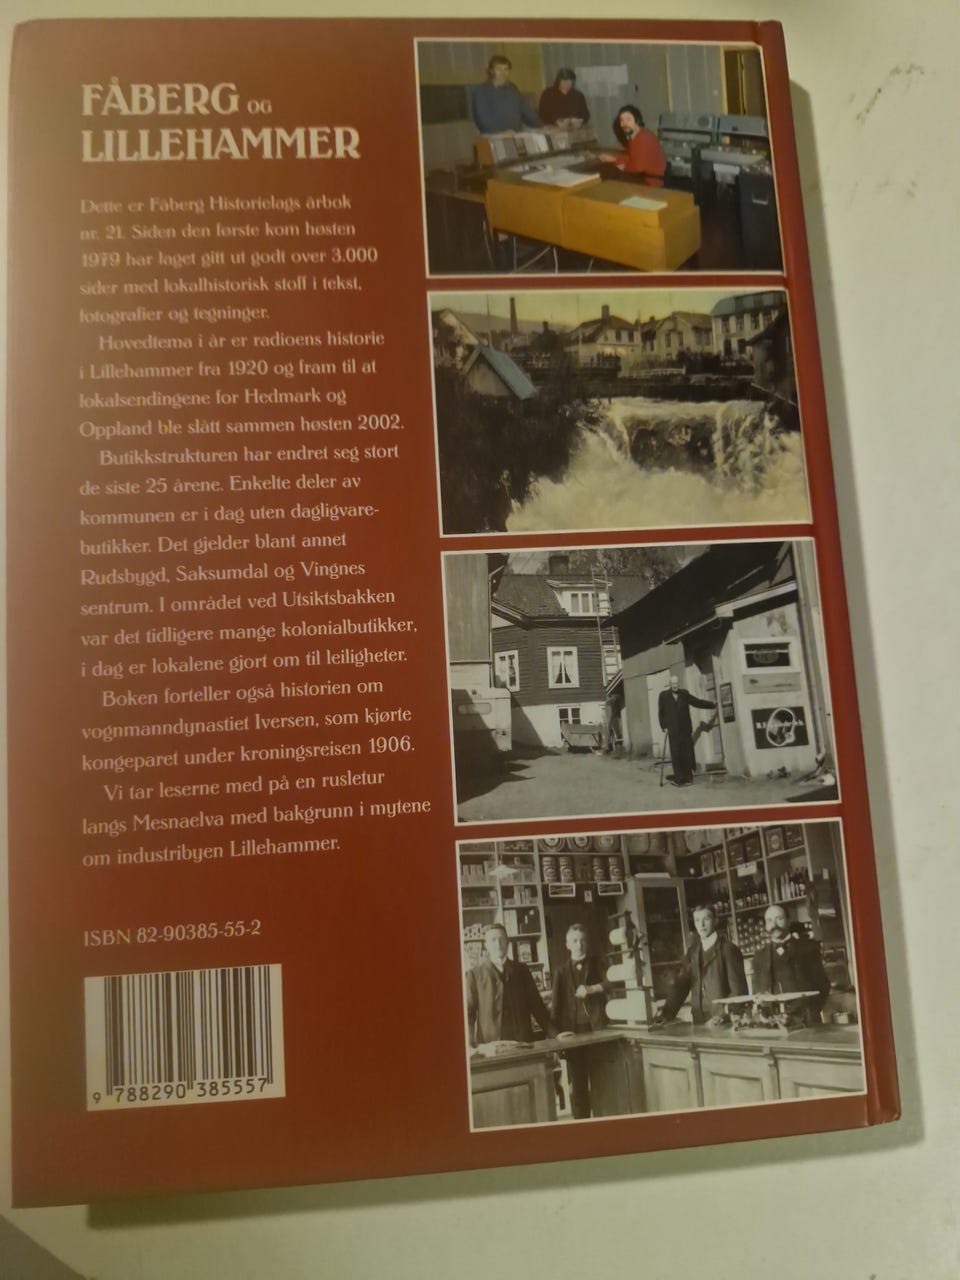 FÅBERG OG
LILLEHAMMER
Dette er Fåberg Historielags årbok
nr. 21. Siden den første kom høsten
1979 har laget gitt ut godt over 3.000
sider med lokalhistorisk stoff i tekst,
fotografier og tegninger.
Hovedtema i år er radioens historie
i Lillehammer fra 1920 og fram til at
lokalsendingene for Hedmark og
Oppland ble slått sammen høsten 2002.
Butikkstrukturen har endret seg stort
de siste 25 årene. Enkelte deler av
kommunen er i dag uten dagligvare-
butikker. Det gjelder blant annet
Rudsbygd, Saksumdal og Vingnes
sentrum. I området ved Utsiktsbakken
var det tidligere mange kolonialbutikker,
i dag er lokalene gjort om til leiligheter.
Boken forteller også historien om
vognmanndynastiet Iversen, som kjørte
kongeparet under kroningsreisen 1906.
Vi tar leserne med på en rusletur
langs Mesnaelva med bakgrunn i mytene
om industribyen Lillehammer.
ISBN 82-90385-55-2
9 788290 385557